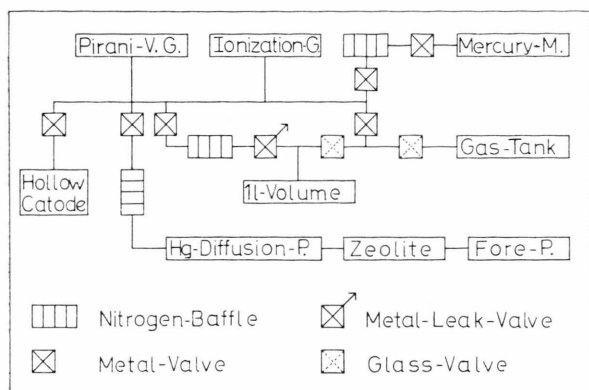 Pirani-V. G.
Ionization-G.
Mercury-M.
Hollow
Catode
1l-Volume
Gas-Tank
Hg-Diffusion-P.
Zeolite
Fore-P.
Nitrogen-Baffle
Metal-Leak-Valve
Metal-Valve
Glass-Valve